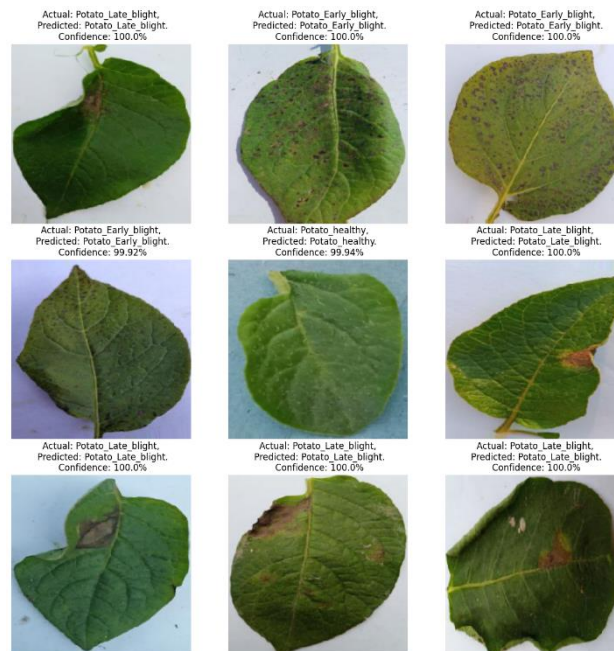 Actual: Potato_Late_blight,
Predicted: Potato_Late_blight.
Confidence: 100.0%
Actual: Potato_Early_blight,
Predicted: Potato_Early_blight.
Confidence: 100.0%
Actual: Potato_Early_blight,
Predicted: Potato_Early_blight.
Confidence: 100.0%
Actual: Potato_Early_blight,
Predicted: Potato_Early_blight.
Confidence: 99.92%
Actual: Potato_healthy,
Predicted: Potato_healthy.
Confidence: 99.94%
Actual: Potato_Late_blight,
Predicted: Potato_Late_blight.
Confidence: 100.0%
Actual: Potato_Late_blight,
Predicted: Potato_Late_blight.
Confidence: 100.0%
Actual: Potato_Late_blight,
Predicted: Potato_Late_blight.
Confidence: 100.0%
Actual: Potato_Late_blight,
Predicted: Potato_Late_blight.
Confidence: 100.0%